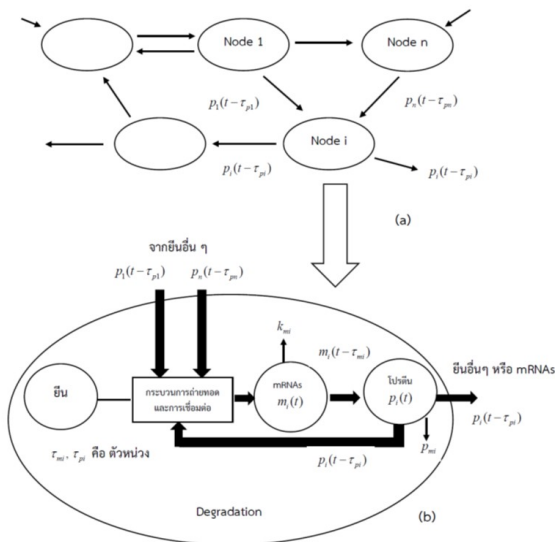 Node 1
Node n
p₁(t−τₚ₁)
pₙ(t−τₚₙ)
Node i
pᵢ(t−τₚᵢ)
pᵢ(t−τₚᵢ)
(a)
จากยีนอื่น ๆ
p₁(t−τₚ₁) pₙ(t−τₚₙ)
kₘᵢ
mᵢ(t−τₘᵢ)
ยีนอื่นๆ หรือ mRNAs
ยีน
กระบวนการถ่ายทอด
และการเชื่อมต่อ
mRNAs
mᵢ(t)
โปรตีน
pᵢ(t)
pᵢ(t−τₚᵢ)
pₘᵢ
τₘᵢ, τₚᵢ คือ ตัวหน่วง
pᵢ(t−τₚᵢ)
Degradation
(b)